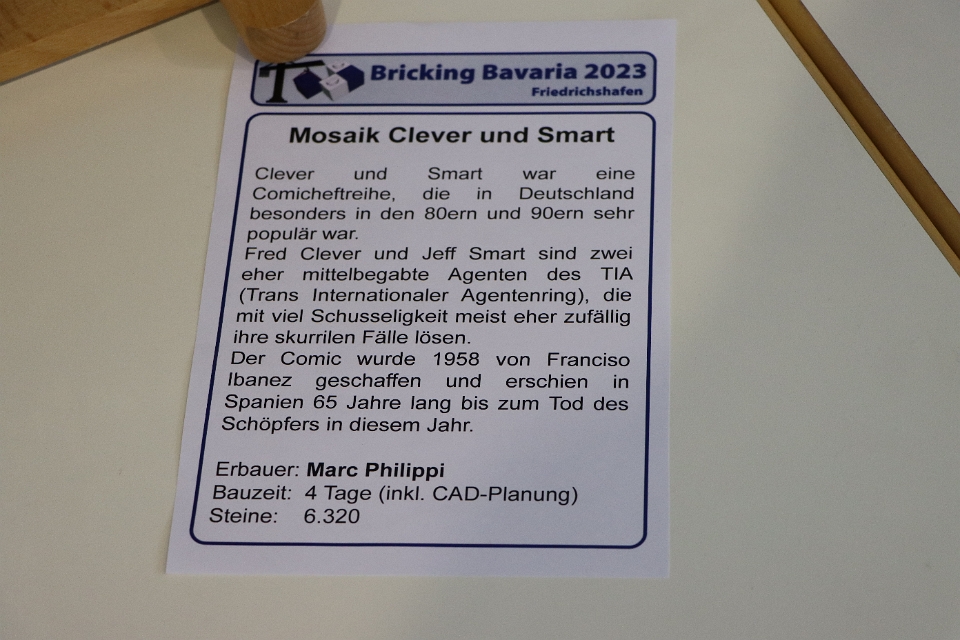 Bricking Bavaria 2023
Friedrichshafen
Mosaik Clever und Smart
Clever und Smart war eine
Comicheftreihe, die in Deutschland
besonders in den 80ern und 90ern sehr
populär war.
Fred Clever und Jeff Smart sind zwei
eher mittelbegabte Agenten des TIA
(Trans Internationaler Agentenring), die
mit viel Schusseligkeit meist eher zufällig
ihre skurrilen Fälle lösen.
Der Comic wurde 1958 von Franciso
Ibanez geschaffen und erschien in
Spanien 65 Jahre lang bis zum Tod des
Schöpfers in diesem Jahr.
Erbauer: Marc Philippi
Bauzeit: 4 Tage (inkl. CAD-Planung)
Steine: 6.320